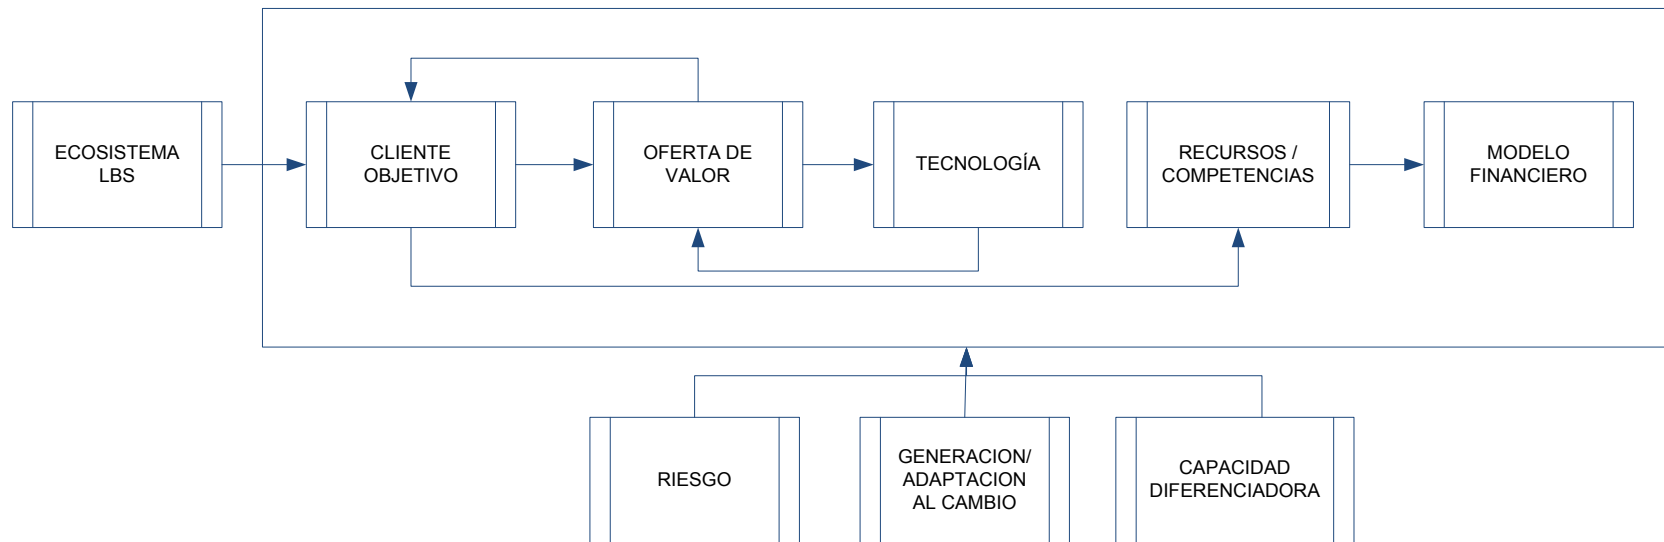 ECOSISTEMA
LBS
CLIENTE
OBJETIVO
OFERTA DE
VALOR
TECNOLOGÍA
RECURSOS /
COMPETENCIAS
MODELO
FINANCIERO
RIESGO
GENERACION/
ADAPTACION
AL CAMBIO
CAPACIDAD
DIFERENCIADORA